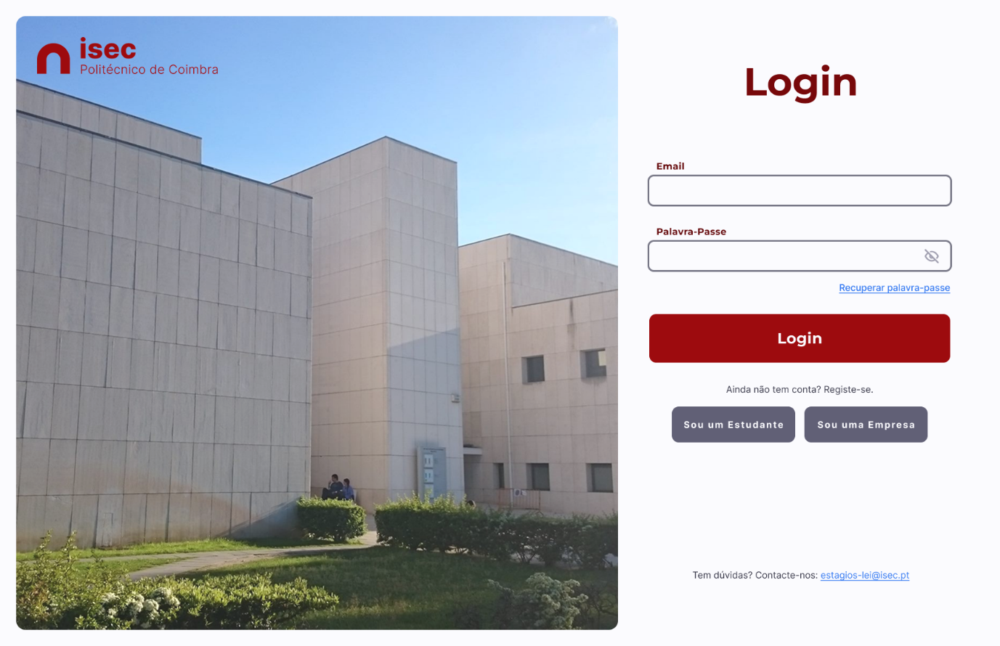 isec
Politécnico de Coimbra
Login
Email
Palavra-Passe
Recuperar palavra-passe
Login
Ainda não tem conta? Registe-se.
Sou um Estudante
Sou uma Empresa
Tem dúvidas? Contacte-nos: estagios-lei@isec.pt